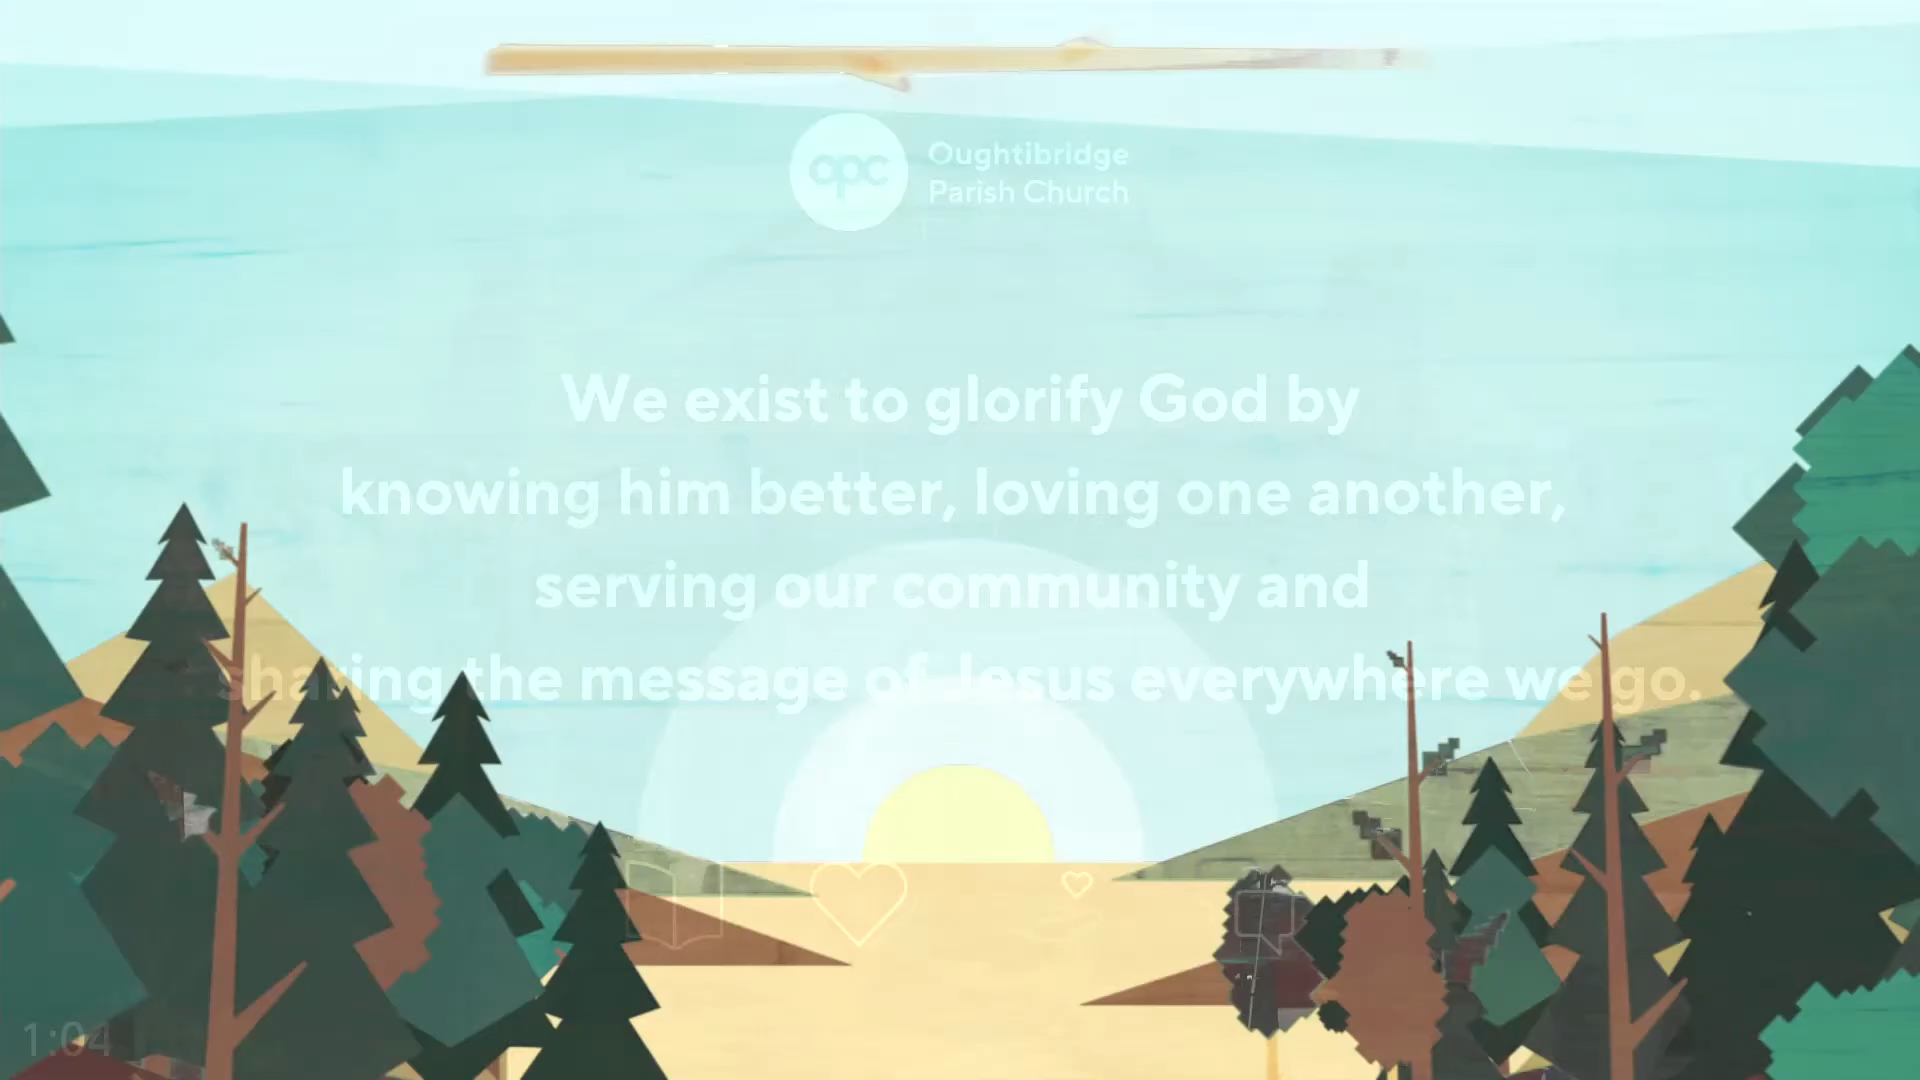 opc
Oughtibridge
Parish Church
We exist to glorify God by
knowing him better, loving one another,
serving our community and
sharing the message of Jesus everywhere we go.
1:04